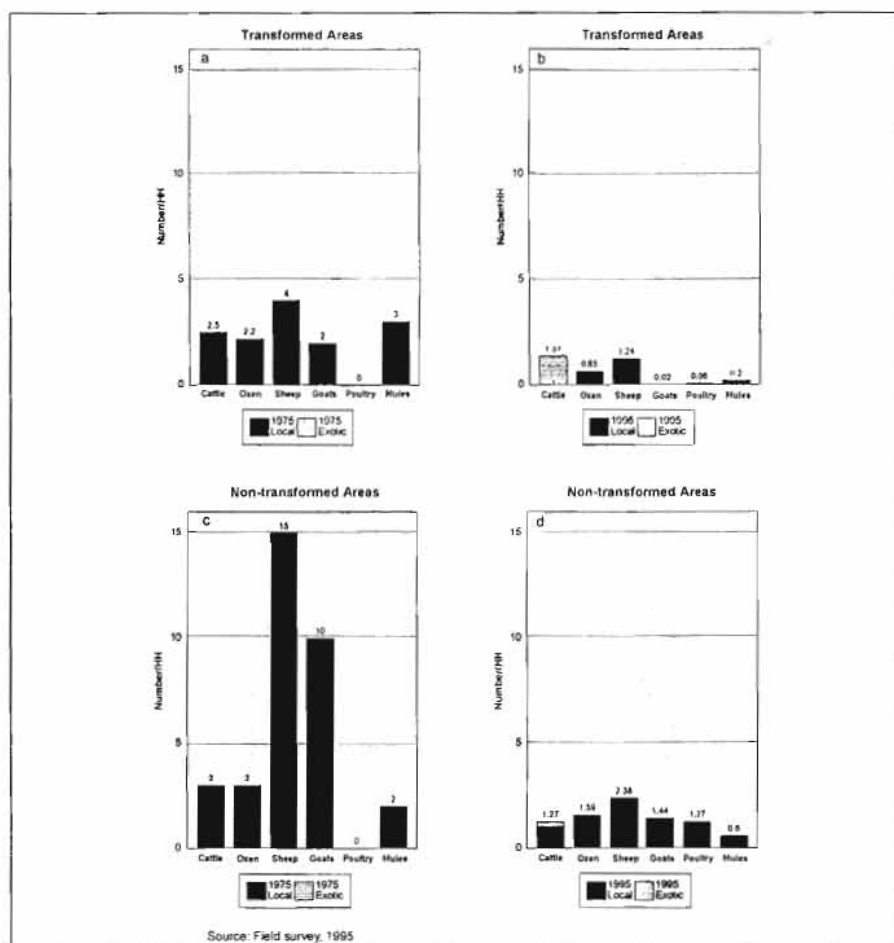 Transformed Areas
a
15
10
5
0
Number/HH
2.5
2.2
4
2
0
3
Cattle Oxen Sheep Goats Poultry Mules
1975 Local 1975 Exotic
Transformed Areas
b
15
10
5
0
Number/HH
1.24
0.02
0.06
0.2
Cattle Oxen Sheep Goats Poultry Mules
1995 Local 1995 Exotic
Non-transformed Areas
c
15
10
5
0
Number/HH
3
3
15
10
0
2
Cattle Oxen Sheep Goats Poultry Mules
1975 Local 1975 Exotic
Non-transformed Areas
d
15
10
5
0
Number/HH
1.27
1.59
2.38
1.44
1.27
0.6
Cattle Oxen Sheep Goats Poultry Mules
1995 Local 1995 Exotic
Source: Field survey, 1995